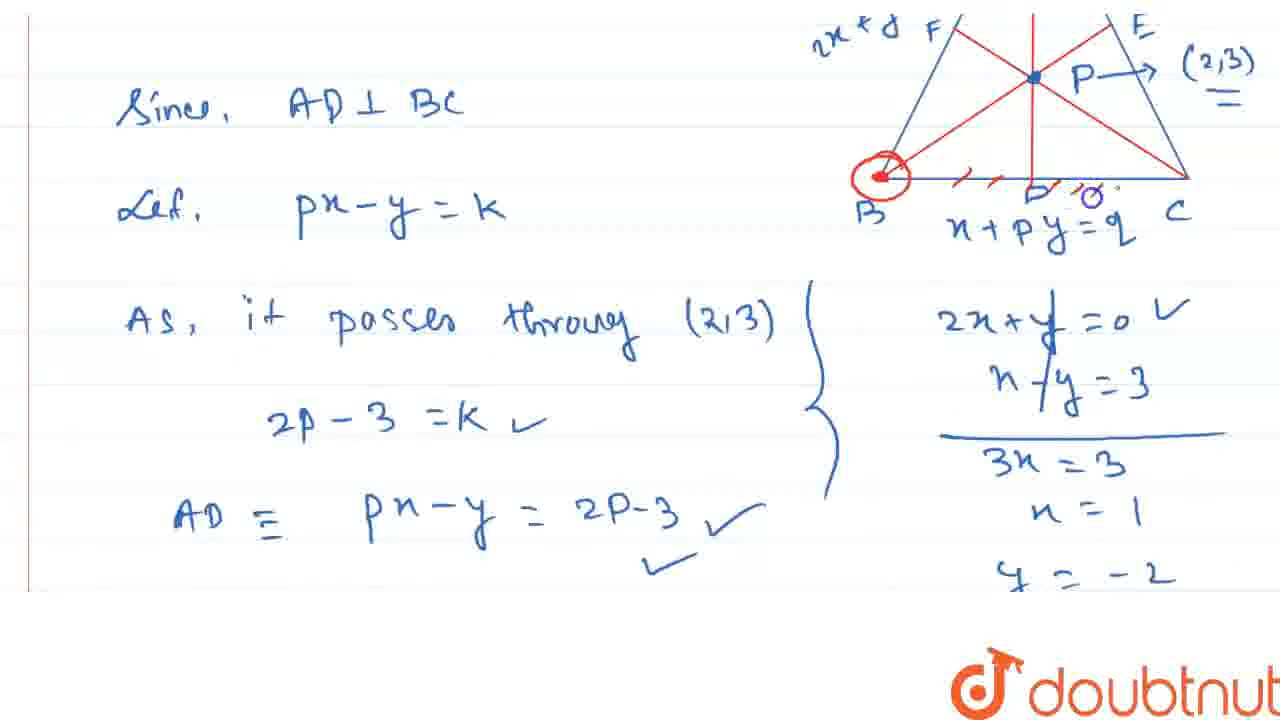 2x + y
F
E
P → (2,3)
Since, AD ⊥ BC
B
D
C
Let. px - y = k
x + py = q
As, it passes throug (2,3)
2x + y = 0 ✓
x - y = 3
2p - 3 = k ✓
3x = 3
AD ≡ px - y = 2p - 3 ✓ ✓
x = 1
y = -2
doubtnut